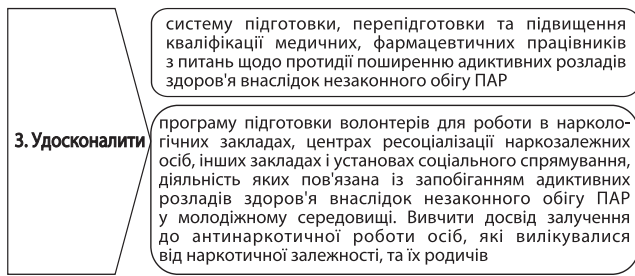 систему підготовки, перепідготовки та підвищення
кваліфікації медичних, фармацевтичних працівників
з питань щодо протидії поширенню адиктивних розладів
здоров'я внаслідок незаконного обігу ПАР
3. Удосконалити
програму підготовки волонтерів для роботи в нарколо-
гічних закладах, центрах ресоціалізації наркозалежних
осіб, інших закладах і установах соціального спрямування,
діяльність яких пов'язана із запобіганням адиктивних
розладів здоров'я внаслідок незаконного обігу ПАР
у молодіжному середовищі. Вивчити досвід залучення
до антинаркотичної роботи осіб, які вилікувалися
від наркотичної залежності, та їх родичів